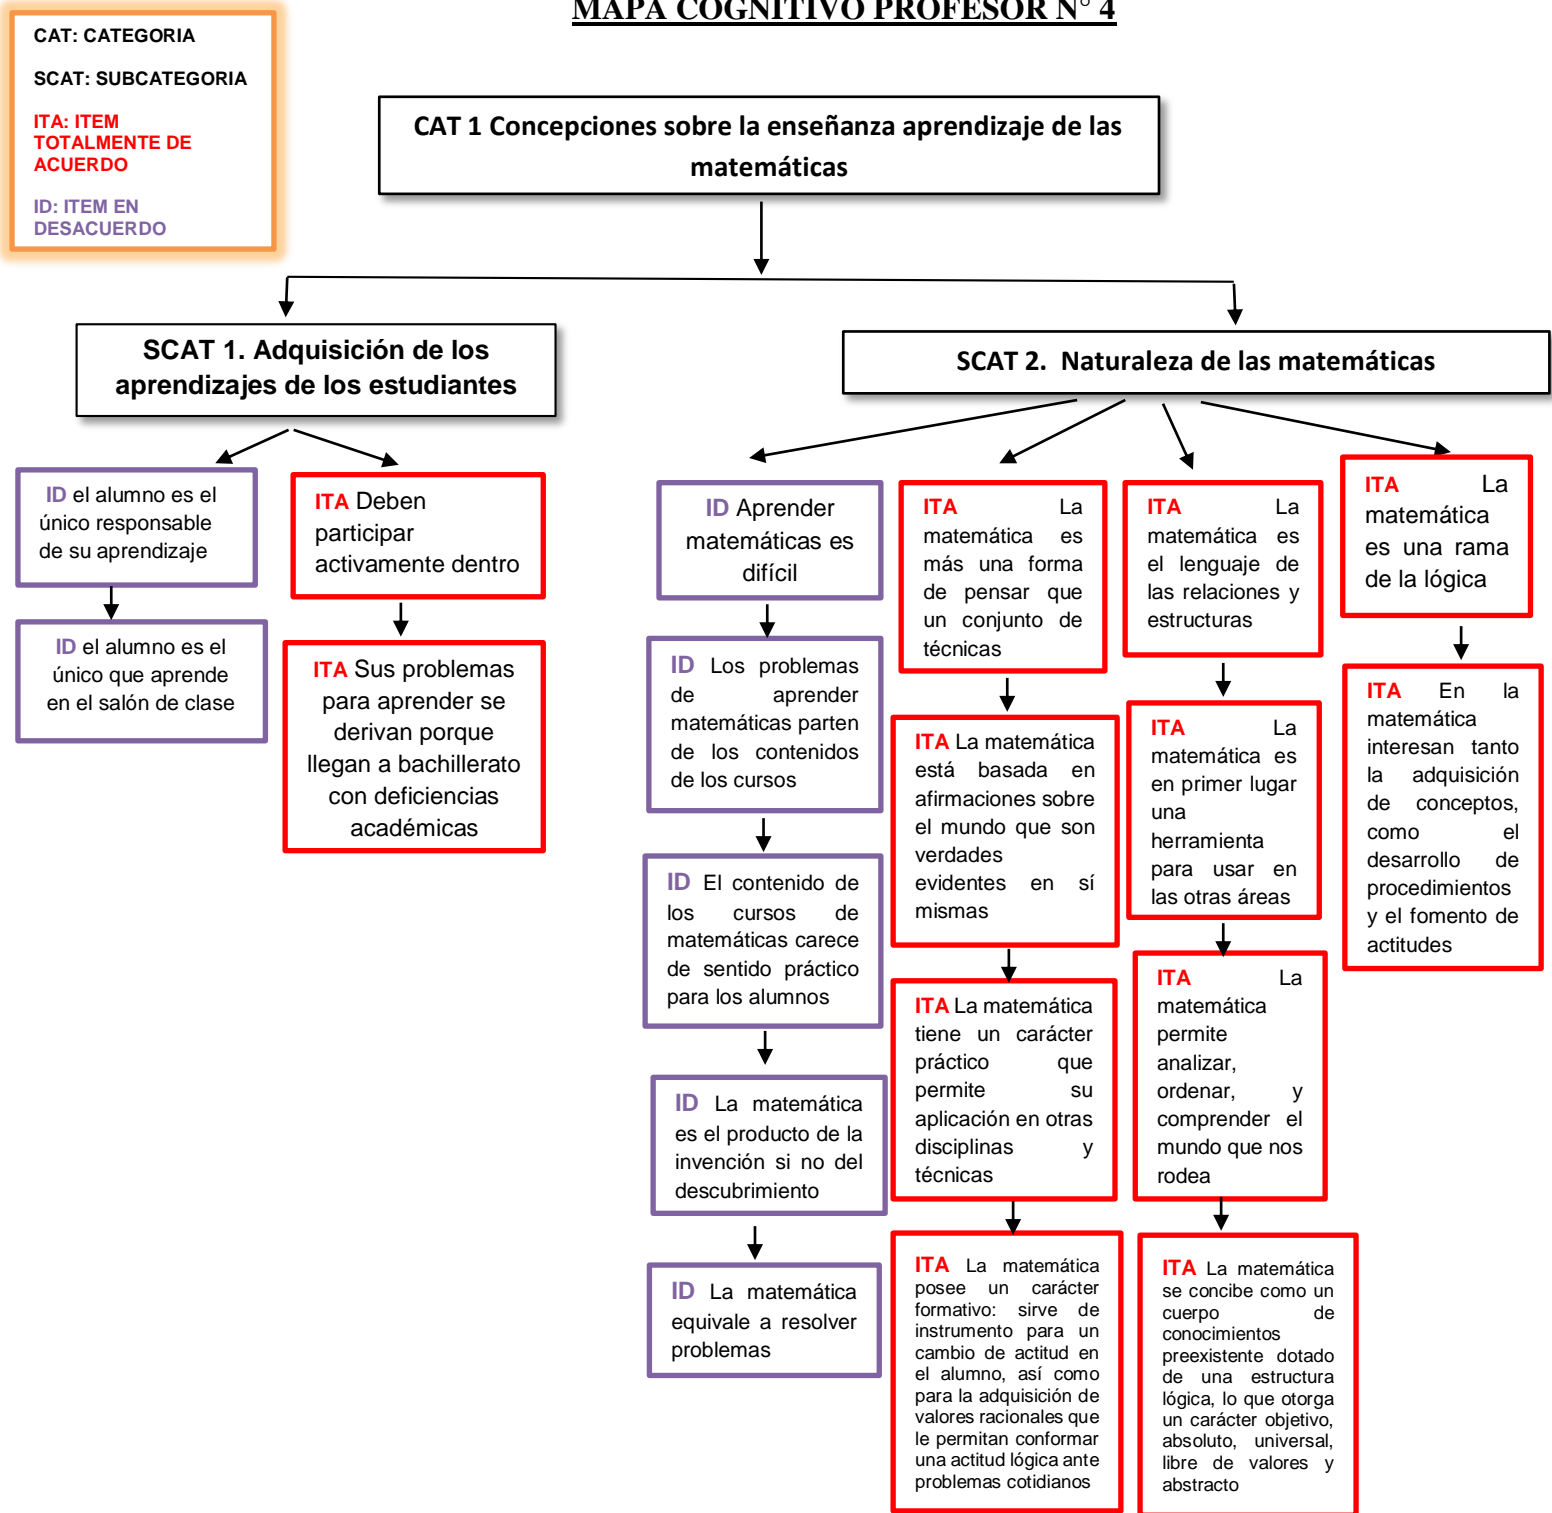 MAPA COGNITIVO PROFESOR N° 4
CAT: CATEGORIA
SCAT: SUBCATEGORIA
ITA: ITEM
TOTALMENTE DE
ACUERDO
ID: ITEM EN
DESACUERDO
CAT 1 Concepciones sobre la enseñanza aprendizaje de las
matemáticas
SCAT 1. Adquisición de los
aprendizajes de los estudiantes
SCAT 2. Naturaleza de las matemáticas
ID el alumno es el
único responsable
de su aprendizaje
ID el alumno es el
único que aprende
en el salón de clase
ITA Deben
participar
activamente dentro
ITA Sus problemas
para aprender se
derivan porque
llegan a bachillerato
con deficiencias
académicas
ID Aprender
matemáticas es
difícil
ID Los problemas
de aprender
matemáticas parten
de los contenidos
de los cursos
ID El contenido de
los cursos de
matemáticas carece
de sentido práctico
para los alumnos
ID La matemática
es el producto de la
invención si no del
descubrimiento
ID La matemática
equivale a resolver
problemas
ITA La
matemática es
más una forma
de pensar que
un conjunto de
técnicas
ITA La matemática
está basada en
afirmaciones sobre
el mundo que son
verdades
evidentes en sí
mismas
ITA La matemática
tiene un carácter
práctico que
permite su
aplicación en otras
disciplinas y
técnicas
ITA La matemática
posee un carácter
formativo: sirve de
instrumento para un
cambio de actitud en
el alumno, así como
para la adquisición de
valores racionales que
le permitan conformar
una actitud lógica ante
problemas cotidianos
ITA La
matemática es
el lenguaje de
las relaciones y
estructuras
ITA La
matemática es
en primer lugar
una
herramienta
para usar en
las otras áreas
ITA La
matemática
permite
analizar,
ordenar, y
comprender el
mundo que nos
rodea
ITA La matemática
se concibe como un
cuerpo de
conocimientos
preexistente dotado
de una estructura
lógica, lo que otorga
un carácter objetivo,
absoluto, universal,
libre de valores y
abstracto
ITA La
matemática
es una rama
de la lógica
ITA En la
matemática
interesan tanto
la adquisición
de conceptos,
como el
desarrollo de
procedimientos
y el fomento de
actitudes